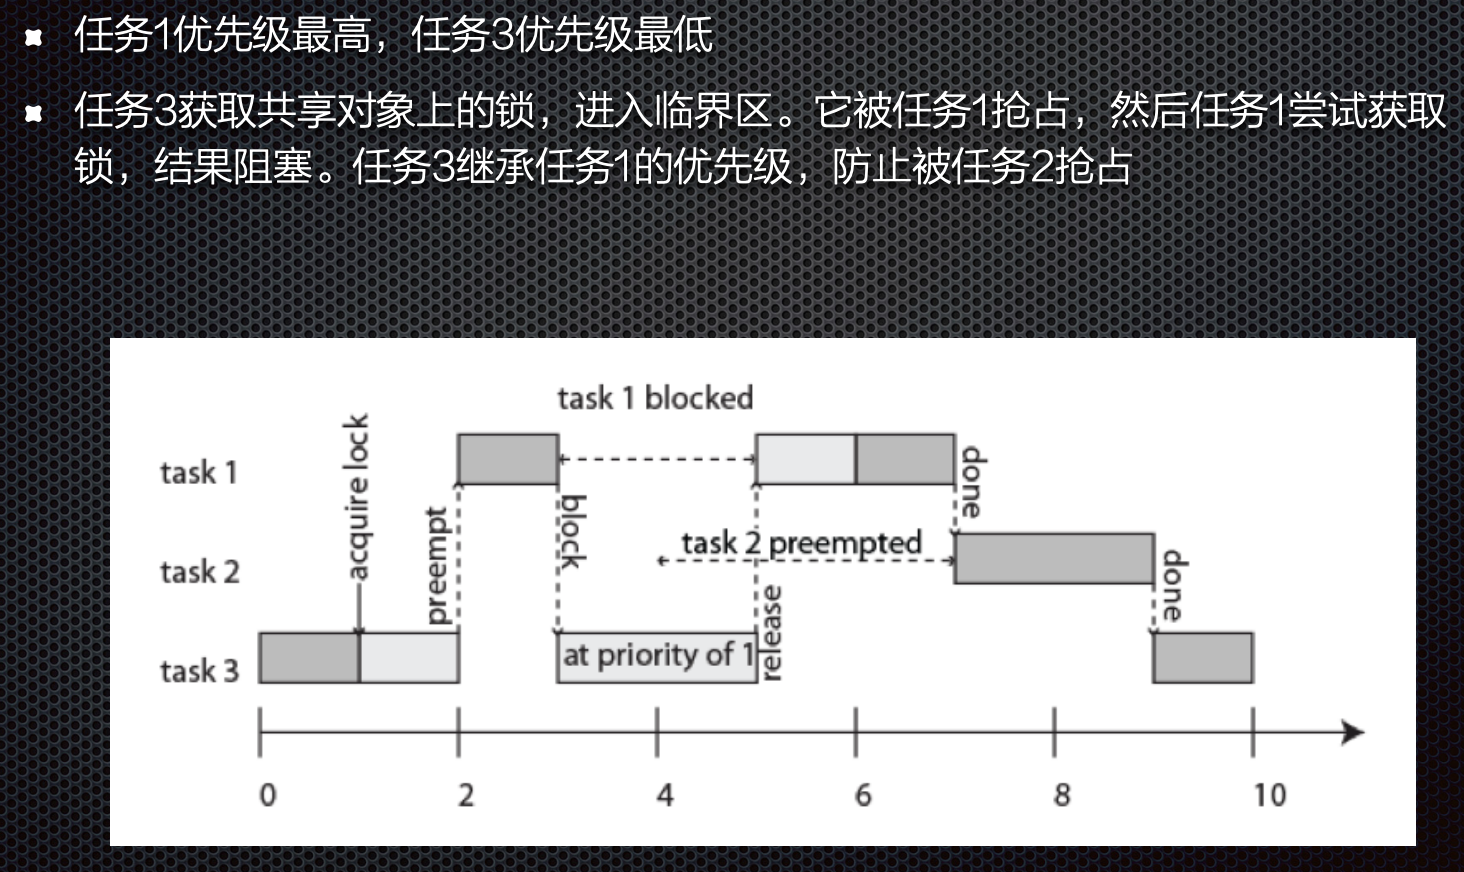 任务1优先级最高，任务3优先级最低
任务3获取共享对象上的锁，进入临界区。它被任务1抢占，然后任务1尝试获取
锁，结果阻塞。任务3继承任务1的优先级，防止被任务2抢占
task 1 blocked
task 1
acquire lock
preempt
block
done
task 2 preempted
task 2
release
done
task 3
at priority of 1
0 2 4 6 8 10